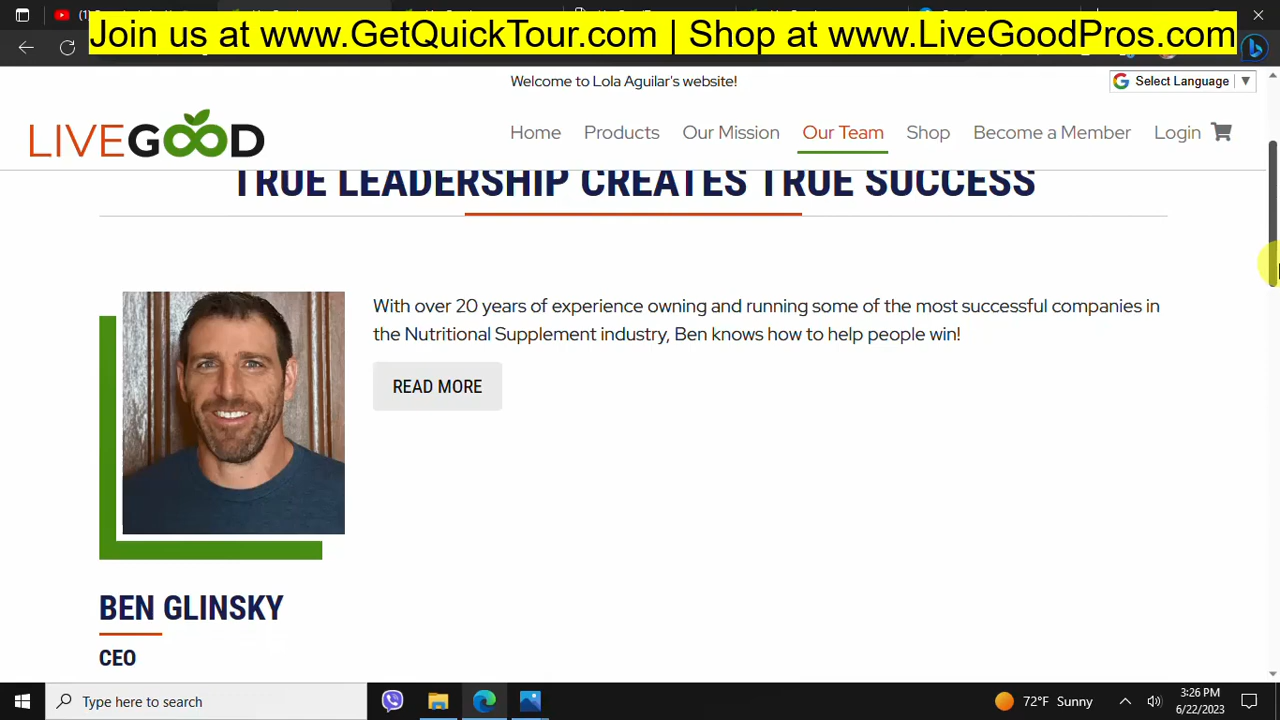 Join us at www.GetQuickTour.com | Shop at www.LiveGoodPros.com
Welcome to Lola Aguilar's website!
Select Language
LIVEGOOD
Home Products Our Mission Our Team Shop Become a Member Login
TRUE LEADERSHIP CREATES TRUE SUCCESS
With over 20 years of experience owning and running some of the most successful companies in
the Nutritional Supplement industry, Ben knows how to help people win!
READ MORE
BEN GLINSKY
CEO
Type here to search
72°F Sunny
3:26 PM
6/22/2023